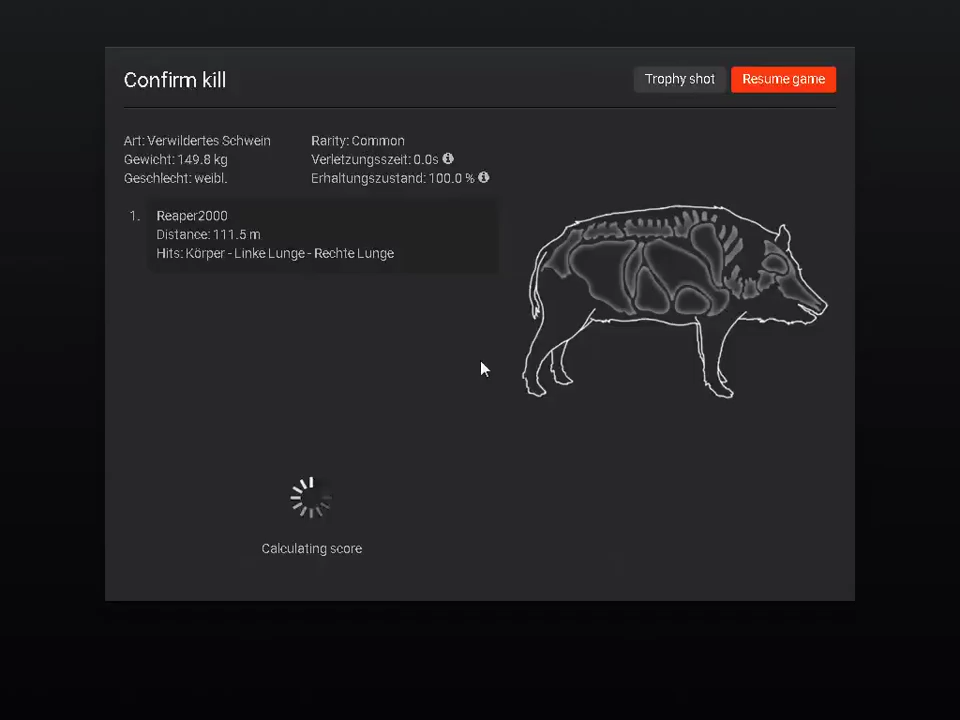 Confirm kill
Trophy shot
Resume game
Art: Verwildertes Schwein
Gewicht: 149.8 kg
Geschlecht: weibl.
Rarity: Common
Verletzungsszeit: 0.0s
Erhaltungszustand: 100.0 %
1. Reaper2000
Distance: 111.5 m
Hits: Körper - Linke Lunge - Rechte Lunge
Calculating score